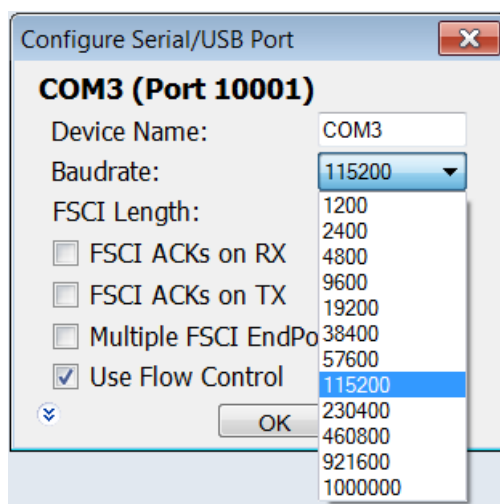 Configure Serial/USB Port
COM3 (Port 10001)
Device Name: COM3
Baudrate: 115200
FSCI Length:
1200
2400
4800
9600
19200
38400
57600
115200
230400
460800
921600
1000000
FSCI ACKs on RX
FSCI ACKs on TX
Multiple FSCI EndPo
Use Flow Control
OK